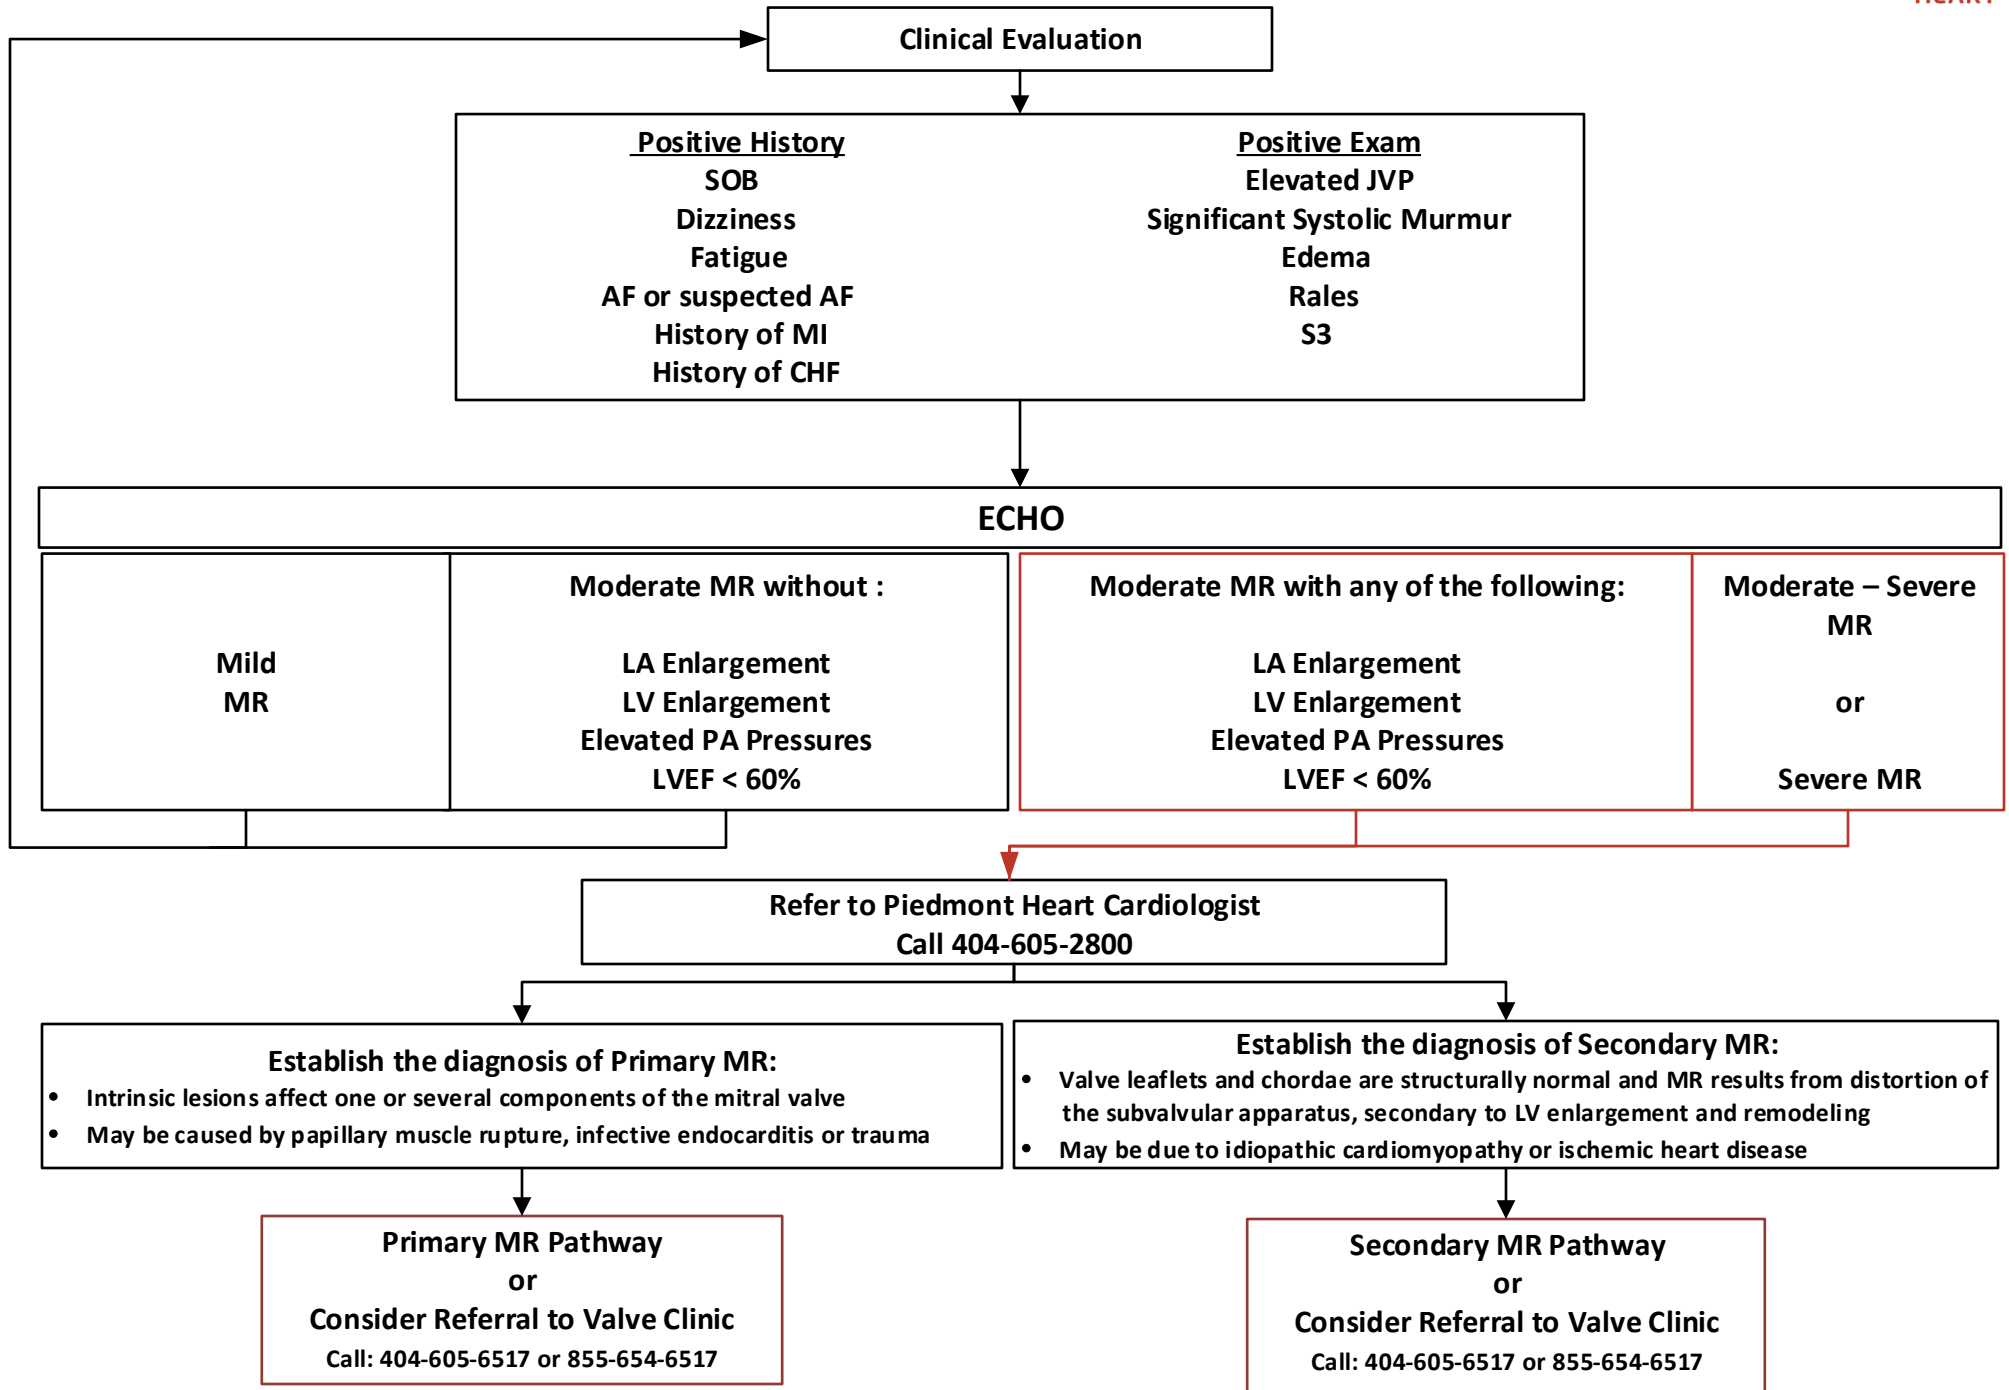 HEART
Clinical Evaluation
Positive History
SOB
Dizziness
Fatigue
AF or suspected AF
History of MI
History of CHF
Positive Exam
Elevated JVP
Significant Systolic Murmur
Edema
Rales
S3
ECHO
Mild
MR
Moderate MR without :
LA Enlargement
LV Enlargement
Elevated PA Pressures
LVEF < 60%
Moderate MR with any of the following:
LA Enlargement
LV Enlargement
Elevated PA Pressures
LVEF < 60%
Moderate – Severe
MR
or
Severe MR
Refer to Piedmont Heart Cardiologist
Call 404-605-2800
Establish the diagnosis of Primary MR:
• Intrinsic lesions affect one or several components of the mitral valve
• May be caused by papillary muscle rupture, infective endocarditis or trauma
Establish the diagnosis of Secondary MR:
• Valve leaflets and chordae are structurally normal and MR results from distortion of
the subvalvular apparatus, secondary to LV enlargement and remodeling
• May be due to idiopathic cardiomyopathy or ischemic heart disease
Primary MR Pathway
or
Consider Referral to Valve Clinic
Call: 404-605-6517 or 855-654-6517
Secondary MR Pathway
or
Consider Referral to Valve Clinic
Call: 404-605-6517 or 855-654-6517